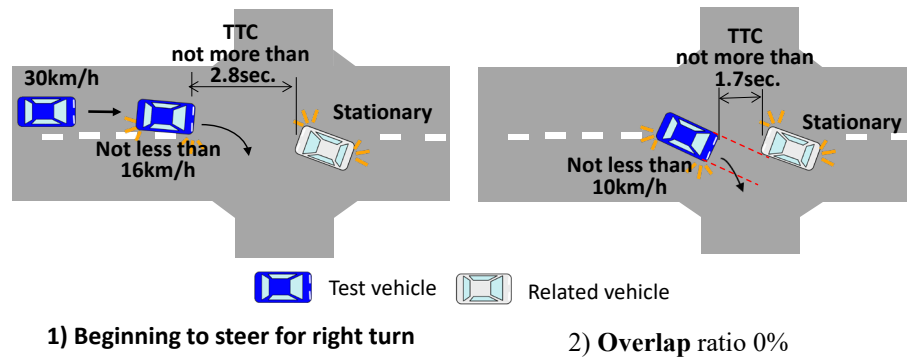 TTC
not more than
2.8sec.
30km/h
Stationary
Not less than
16km/h
TTC
not more than
1.7sec.
Stationary
Not less than
10km/h
Test vehicle
Related vehicle
1) Beginning to steer for right turn
2) Overlap ratio 0%